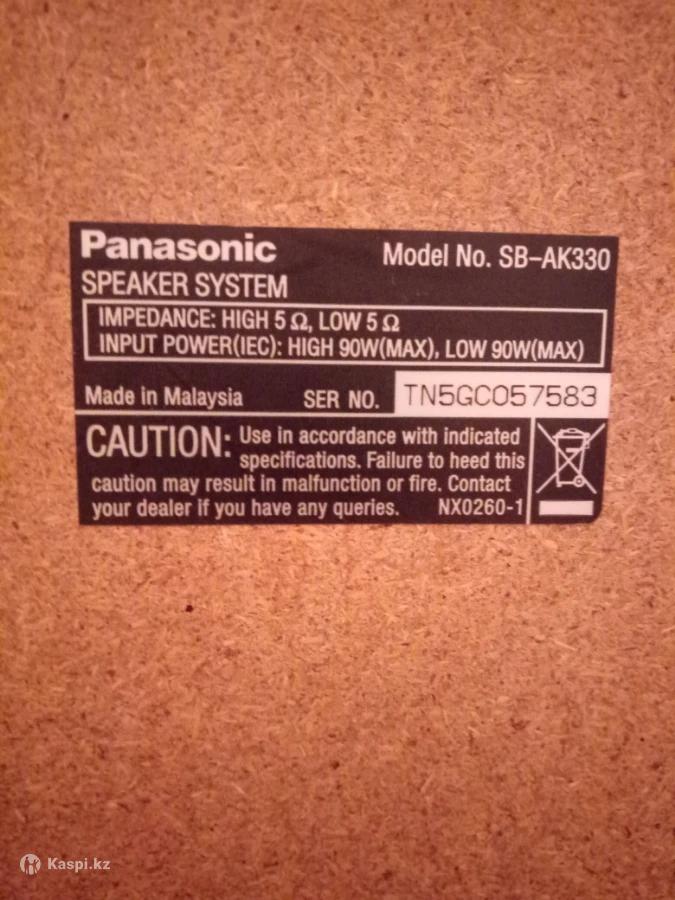 Panasonic Model No. SB-AK330
SPEAKER SYSTEM
IMPEDANCE: HIGH 5 Ω, LOW 5 Ω
INPUT POWER(IEC): HIGH 90W(MAX), LOW 90W(MAX)
Made in Malaysia SER NO. TN5GC057583
CAUTION: Use in accordance with indicated
specifications. Failure to heed this
caution may result in malfunction or fire. Contact
your dealer if you have any queries. NX0260-1
Kaspi.kz